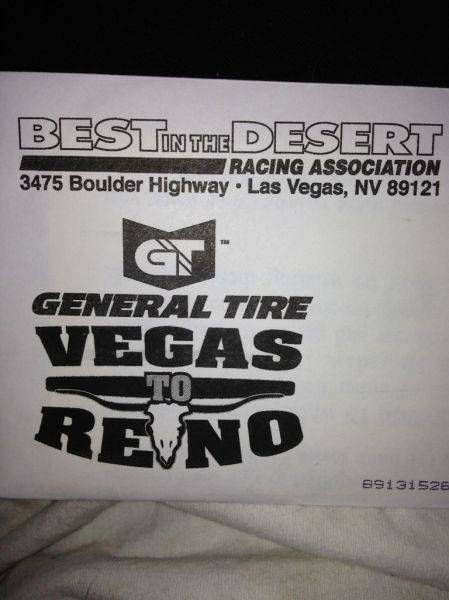 BEST IN THE DESERT
RACING ASSOCIATION
3475 Boulder Highway • Las Vegas, NV 89121
GT ™
GENERAL TIRE
VEGAS
TO
RENO
89131526